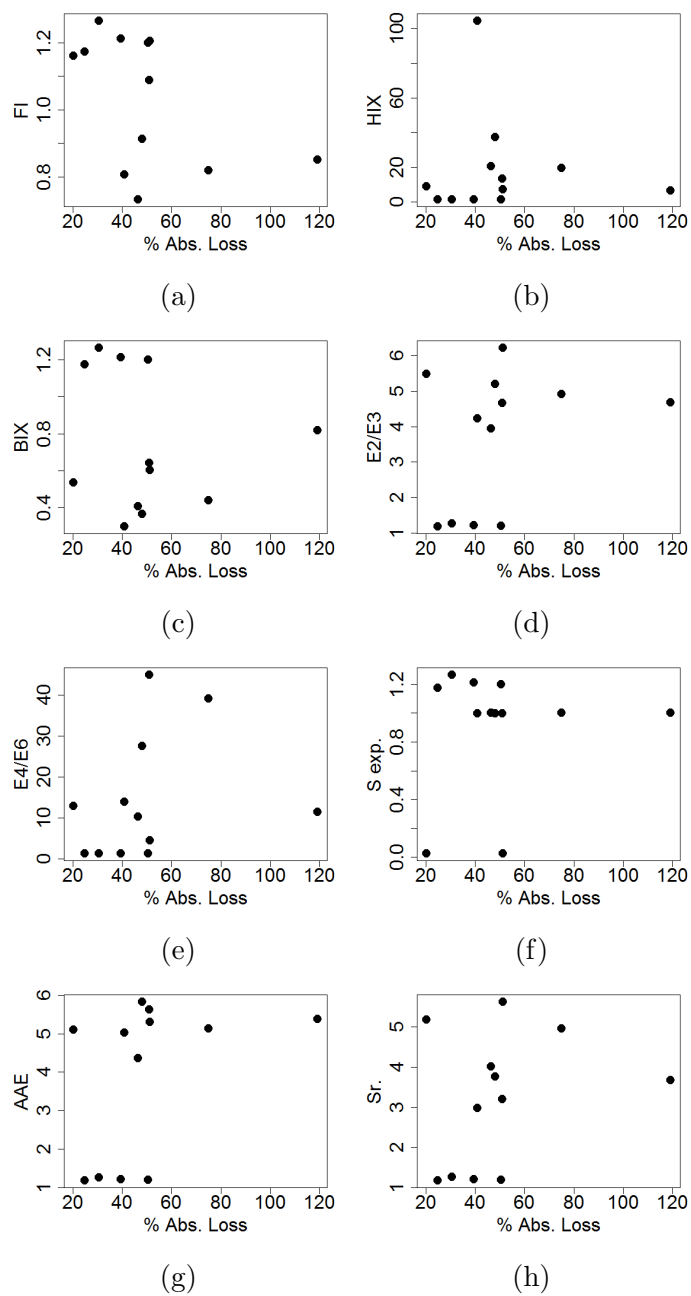 FI
0.8 1.0 1.2
20 40 60 80 100 120
% Abs. Loss
(a)
HIX
0 20 60 100
20 40 60 80 100 120
% Abs. Loss
(b)
BIX
0.4 0.8 1.2
20 40 60 80 100 120
% Abs. Loss
(c)
E2/E3
1 2 3 4 5 6
20 40 60 80 100 120
% Abs. Loss
(d)
E4/E6
0 10 20 30 40
20 40 60 80 100 120
% Abs. Loss
(e)
S exp.
0.0 0.4 0.8 1.2
20 40 60 80 100 120
% Abs. Loss
(f)
AAE
1 2 3 4 5 6
20 40 60 80 100 120
% Abs. Loss
(g)
Sr.
1 2 3 4 5
20 40 60 80 100 120
% Abs. Loss
(h)